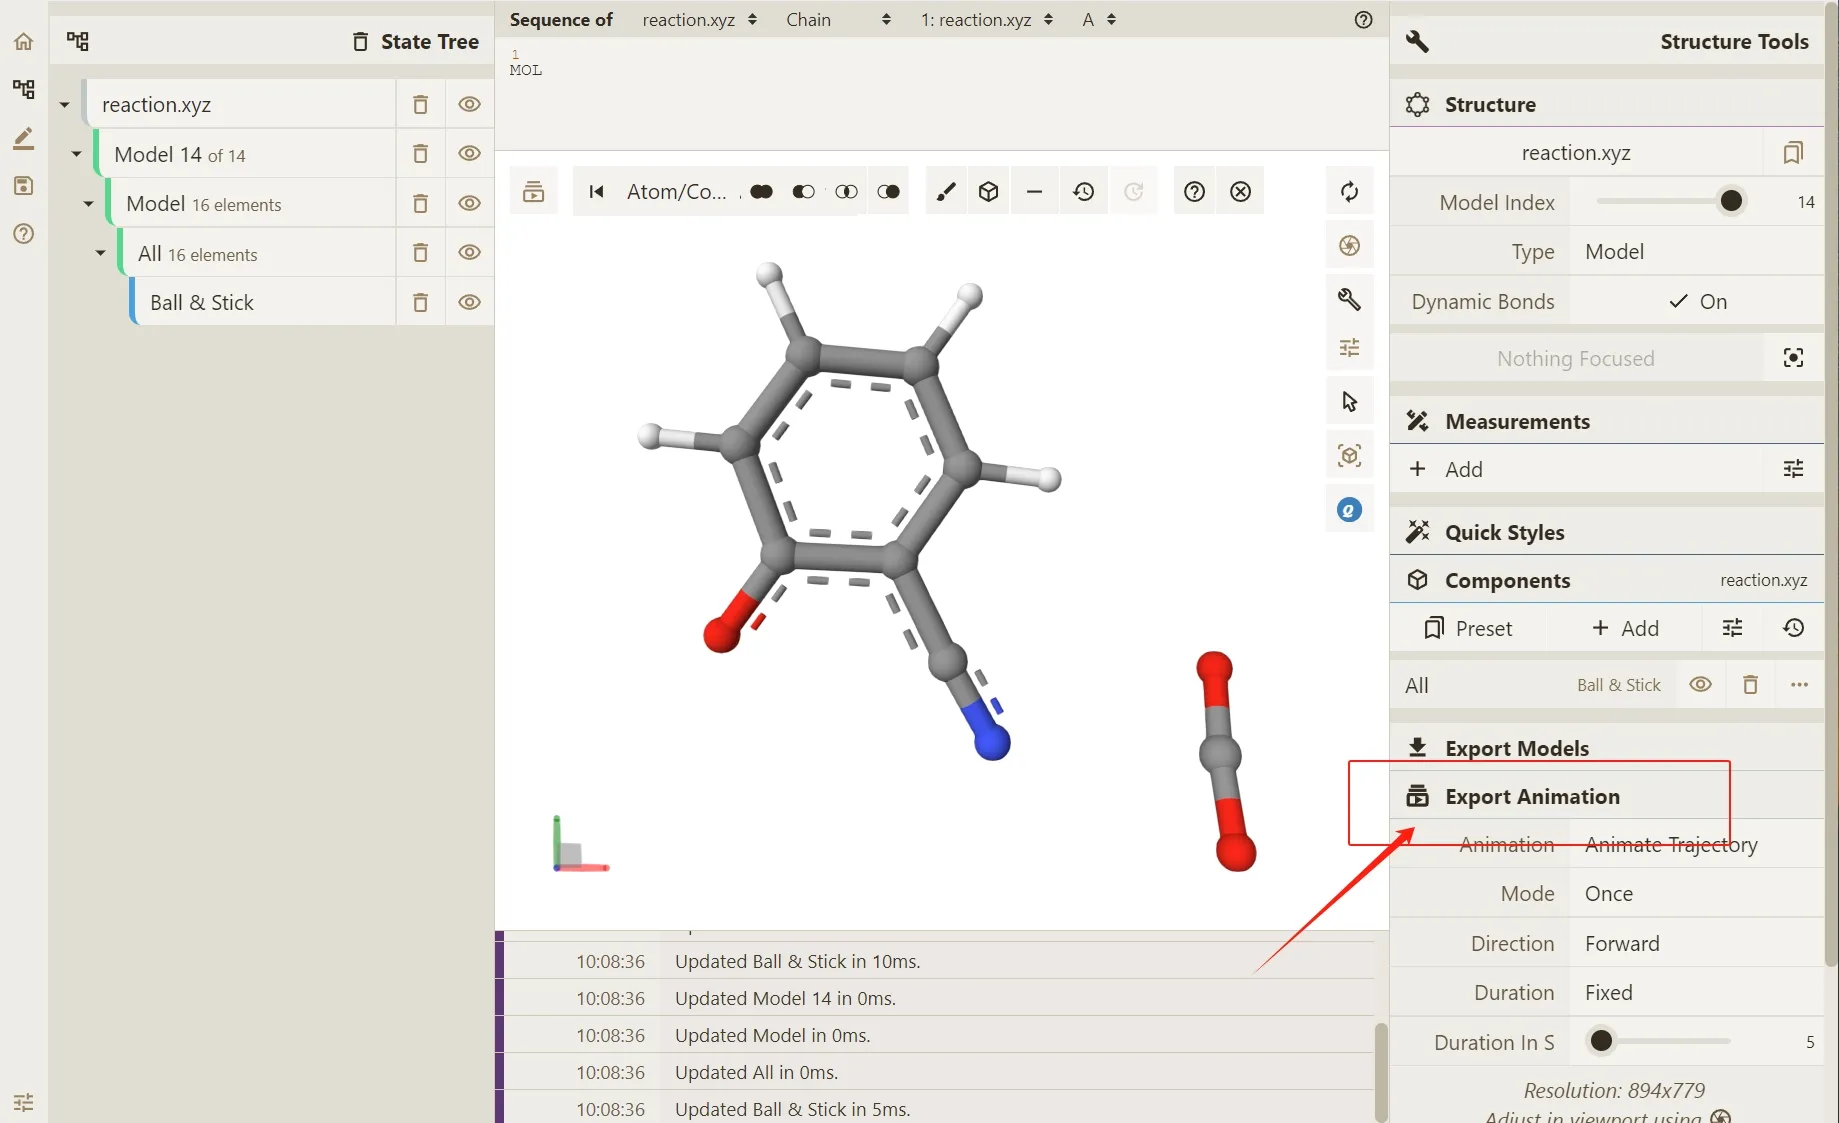 State Tree
reaction.xyz
Model 14 of 14
Model 16 elements
All 16 elements
Ball & Stick
Sequence of reaction.xyz Chain 1: reaction.xyz A
1
MOL
Atom/Co...
10:08:36 Updated Ball & Stick in 10ms.
10:08:36 Updated Model 14 in 0ms.
10:08:36 Updated Model in 0ms.
10:08:36 Updated All in 0ms.
10:08:36 Updated Ball & Stick in 5ms.
Structure Tools
Structure
reaction.xyz
Model Index 14
Type Model
Dynamic Bonds On
Nothing Focused
Measurements
Add
Quick Styles
Components reaction.xyz
Preset Add
All Ball & Stick
Export Models
Export Animation
Animation Animate Trajectory
Mode Once
Direction Forward
Duration Fixed
Duration In S 5
Resolution: 894x779
Adjust in viewport using